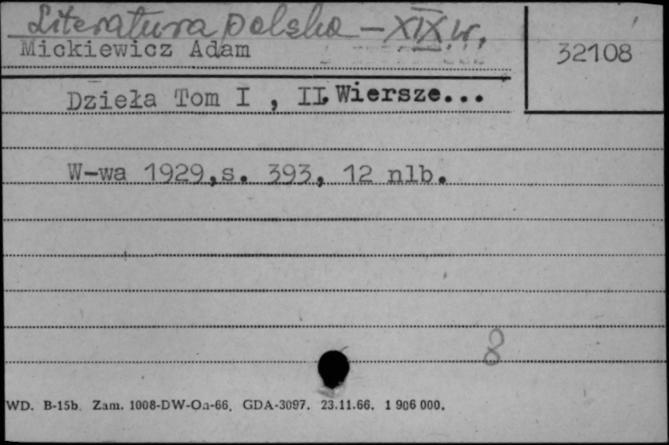 Literatura polska – XIX w.
Mickiewicz Adam
32108
Dzieła Tom I , II. Wiersze...
W-wa 1929,s. 393, 12 nlb.
8
WD. B-15b. Zam. 1008-DW-Oa-66. GDA-3097. 23.11.66. 1 906 000.